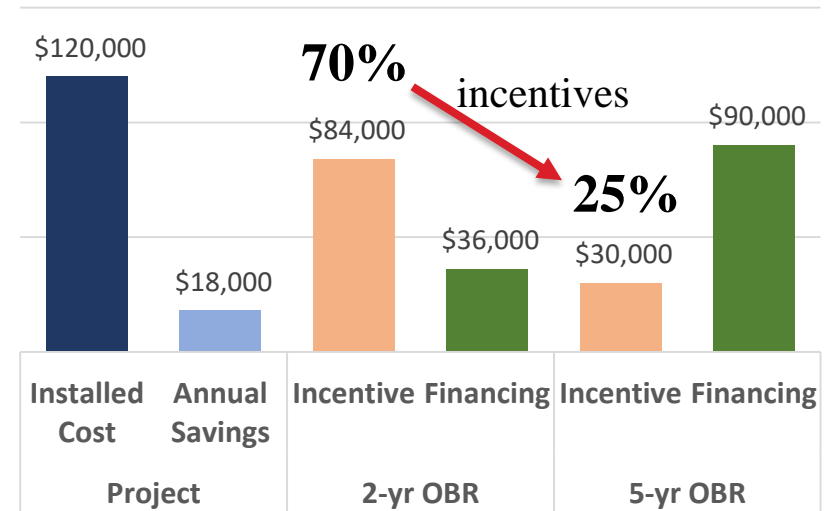 $120,000
70%
incentives
$84,000
$90,000
25%
$36,000
$30,000
$18,000
Installed Cost
Annual Savings
Incentive
Financing
Incentive
Financing
Project
2-yr OBR
5-yr OBR